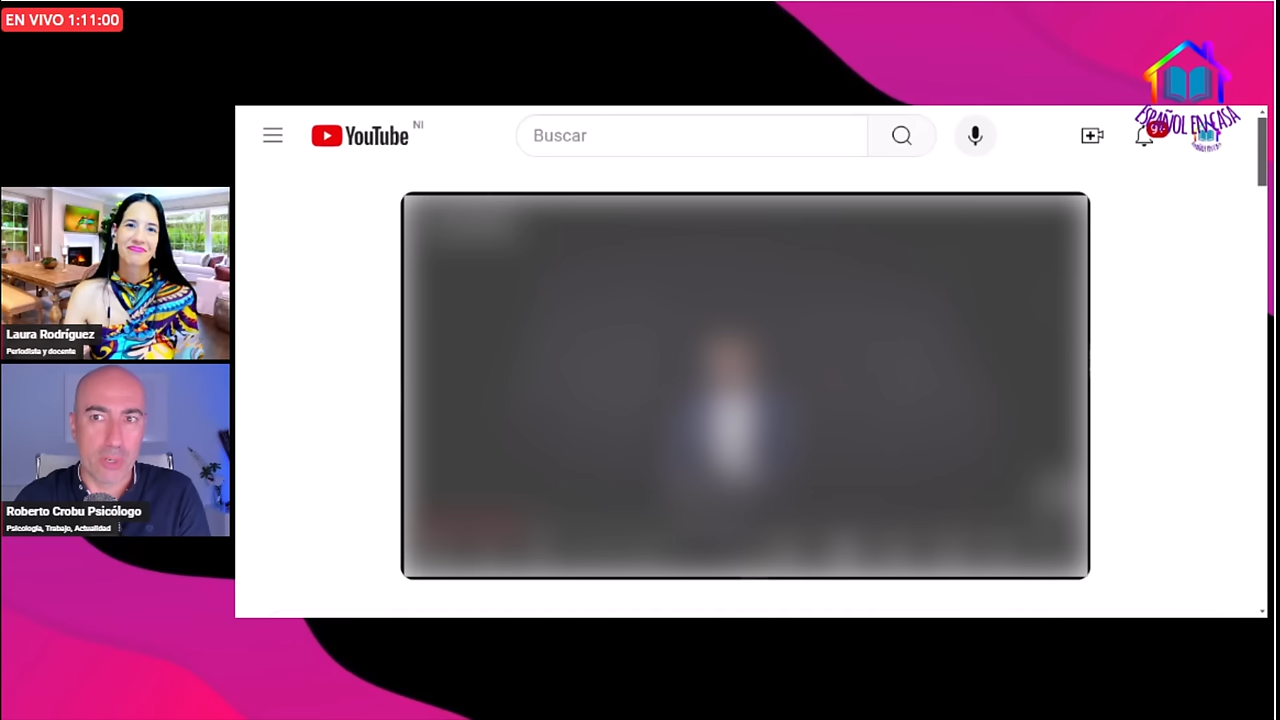 EN VIVO 1:11:00
ESPAÑOL EN CASA
YouTube NI
Buscar
9+
Laura Rodríguez
Periodista y docente
Roberto Crobu Psicólogo
Psicología, Trabajo, Actualidad